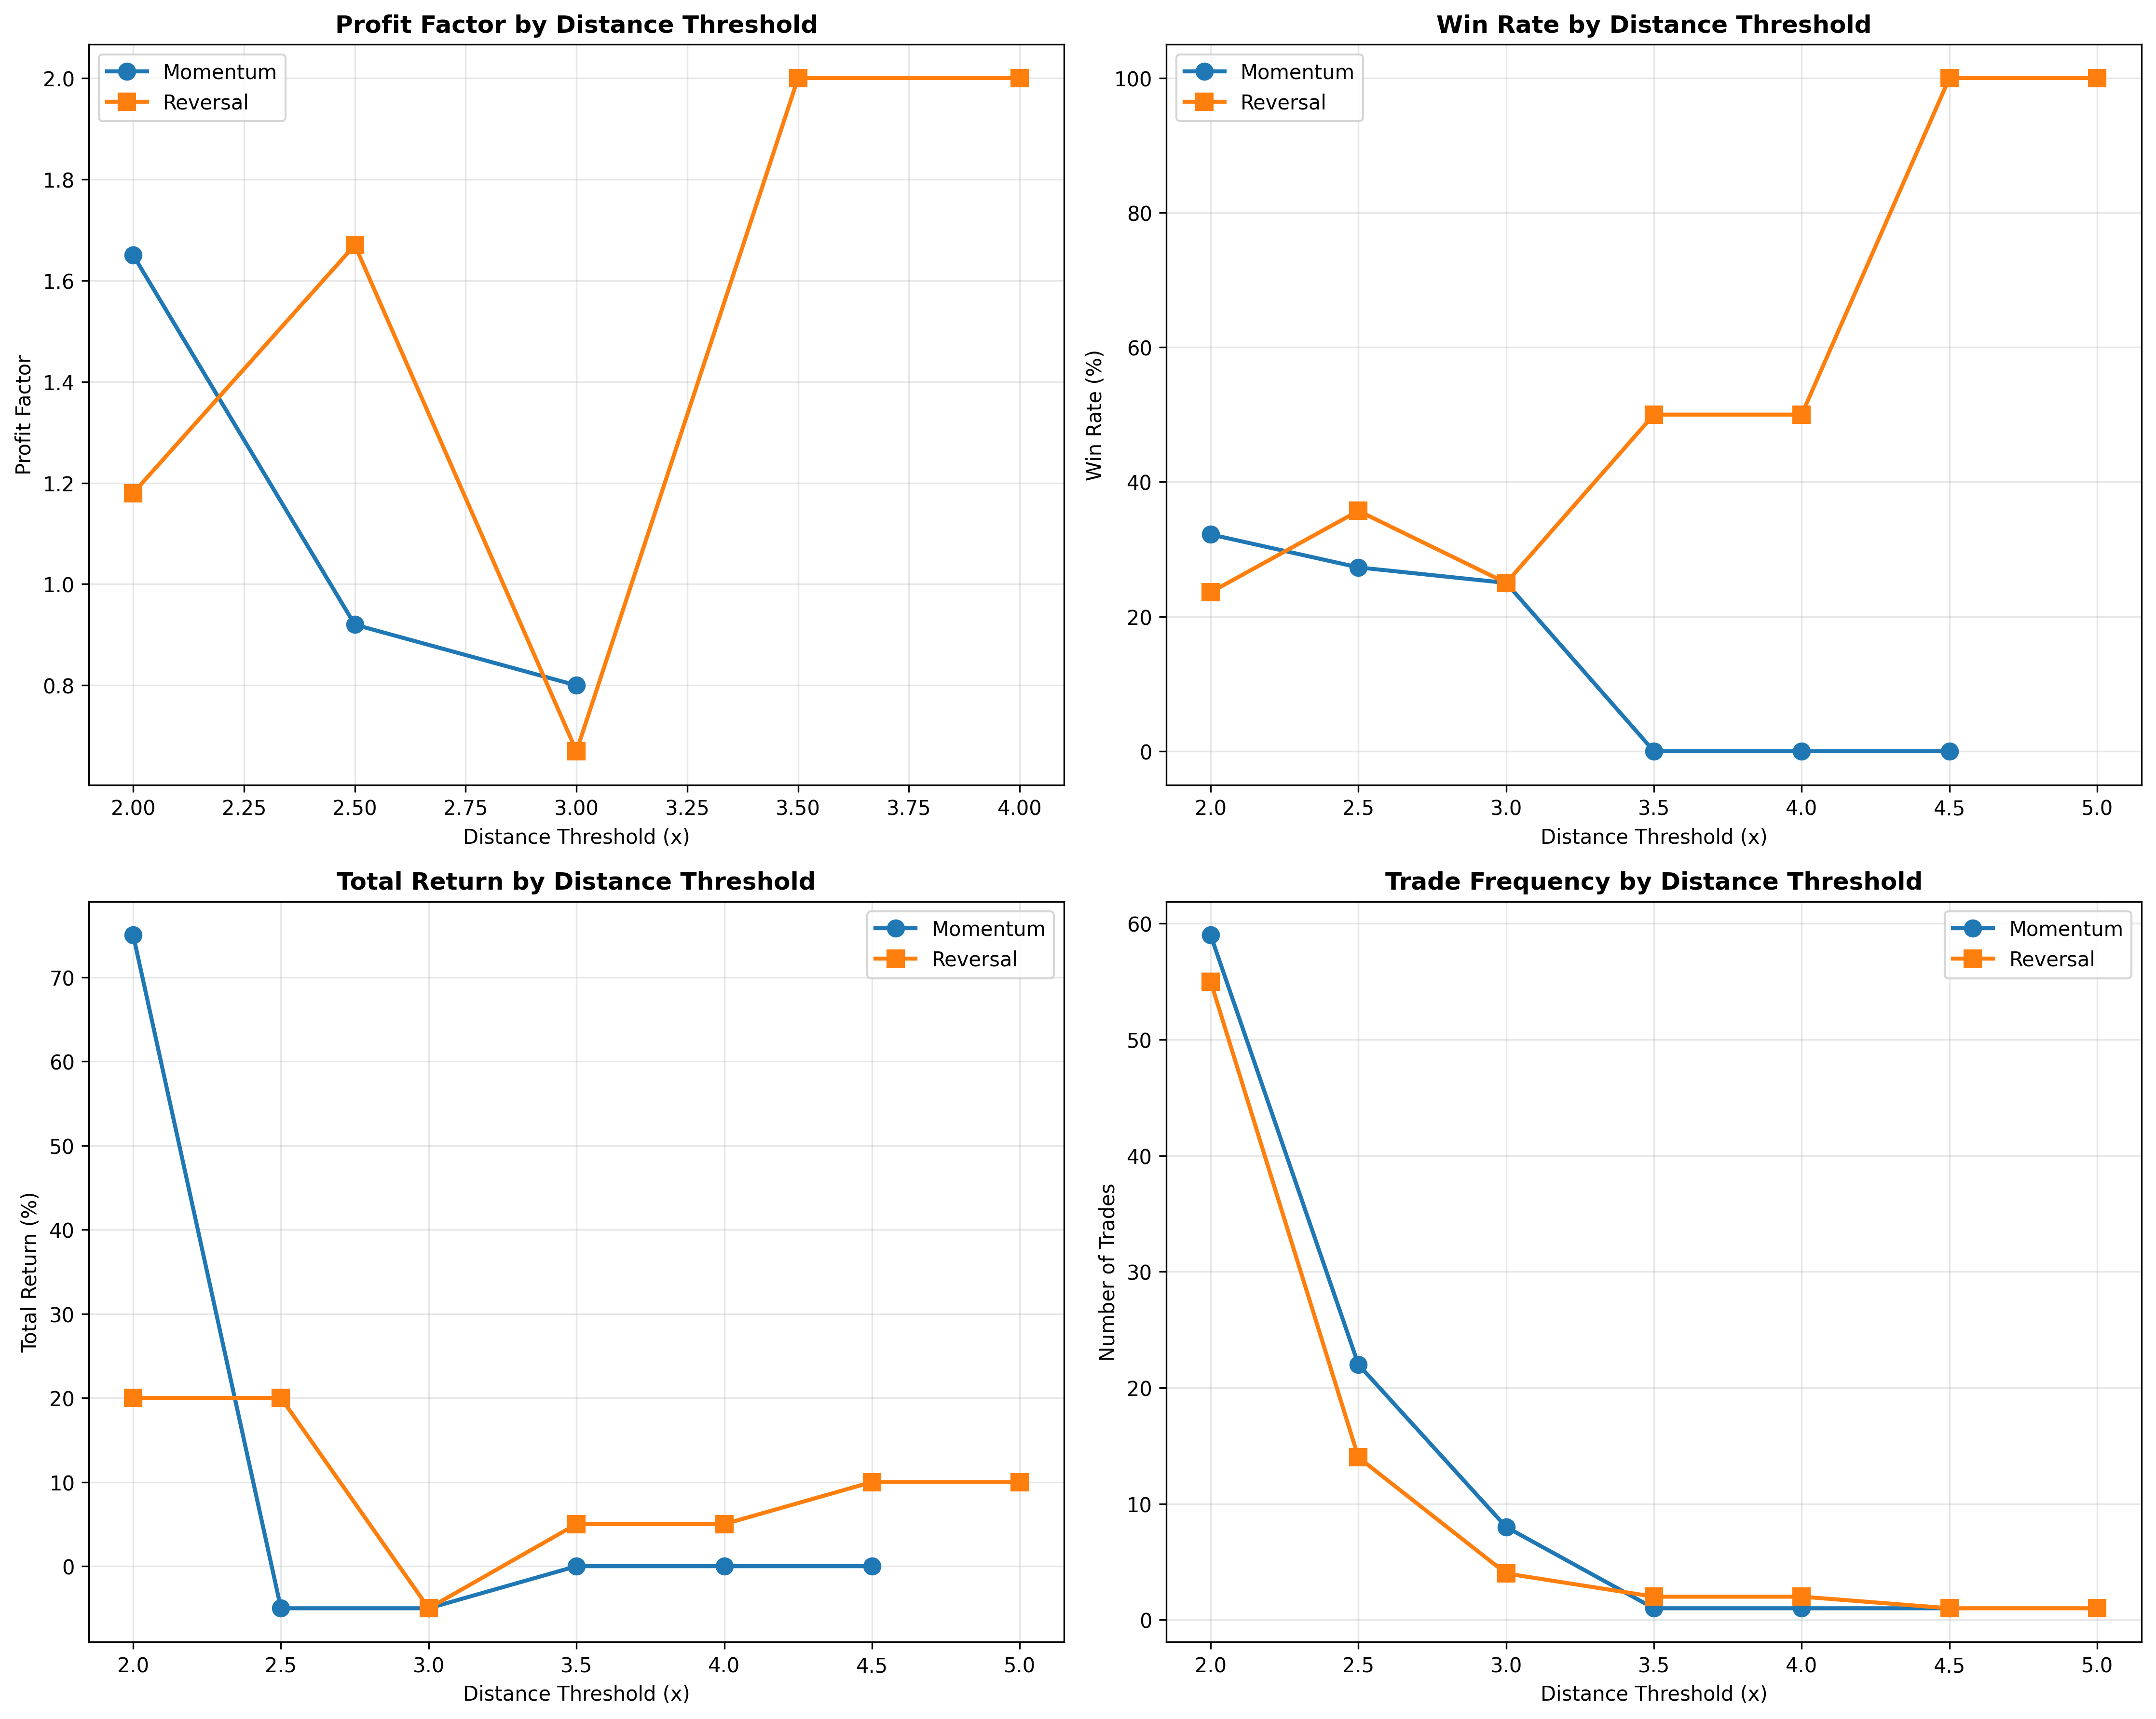 Profit Factor by Distance Threshold
Momentum
Reversal
2.0
1.8
1.6
1.4
1.2
1.0
0.8
Profit Factor
2.00 2.25 2.50 2.75 3.00 3.25 3.50 3.75 4.00
Distance Threshold (x)
Win Rate by Distance Threshold
Momentum
Reversal
100
80
60
40
20
0
Win Rate (%)
2.0 2.5 3.0 3.5 4.0 4.5 5.0
Distance Threshold (x)
Total Return by Distance Threshold
Momentum
Reversal
70
60
50
40
30
20
10
0
Total Return (%)
2.0 2.5 3.0 3.5 4.0 4.5 5.0
Distance Threshold (x)
Trade Frequency by Distance Threshold
Momentum
Reversal
60
50
40
30
20
10
0
Number of Trades
2.0 2.5 3.0 3.5 4.0 4.5 5.0
Distance Threshold (x)